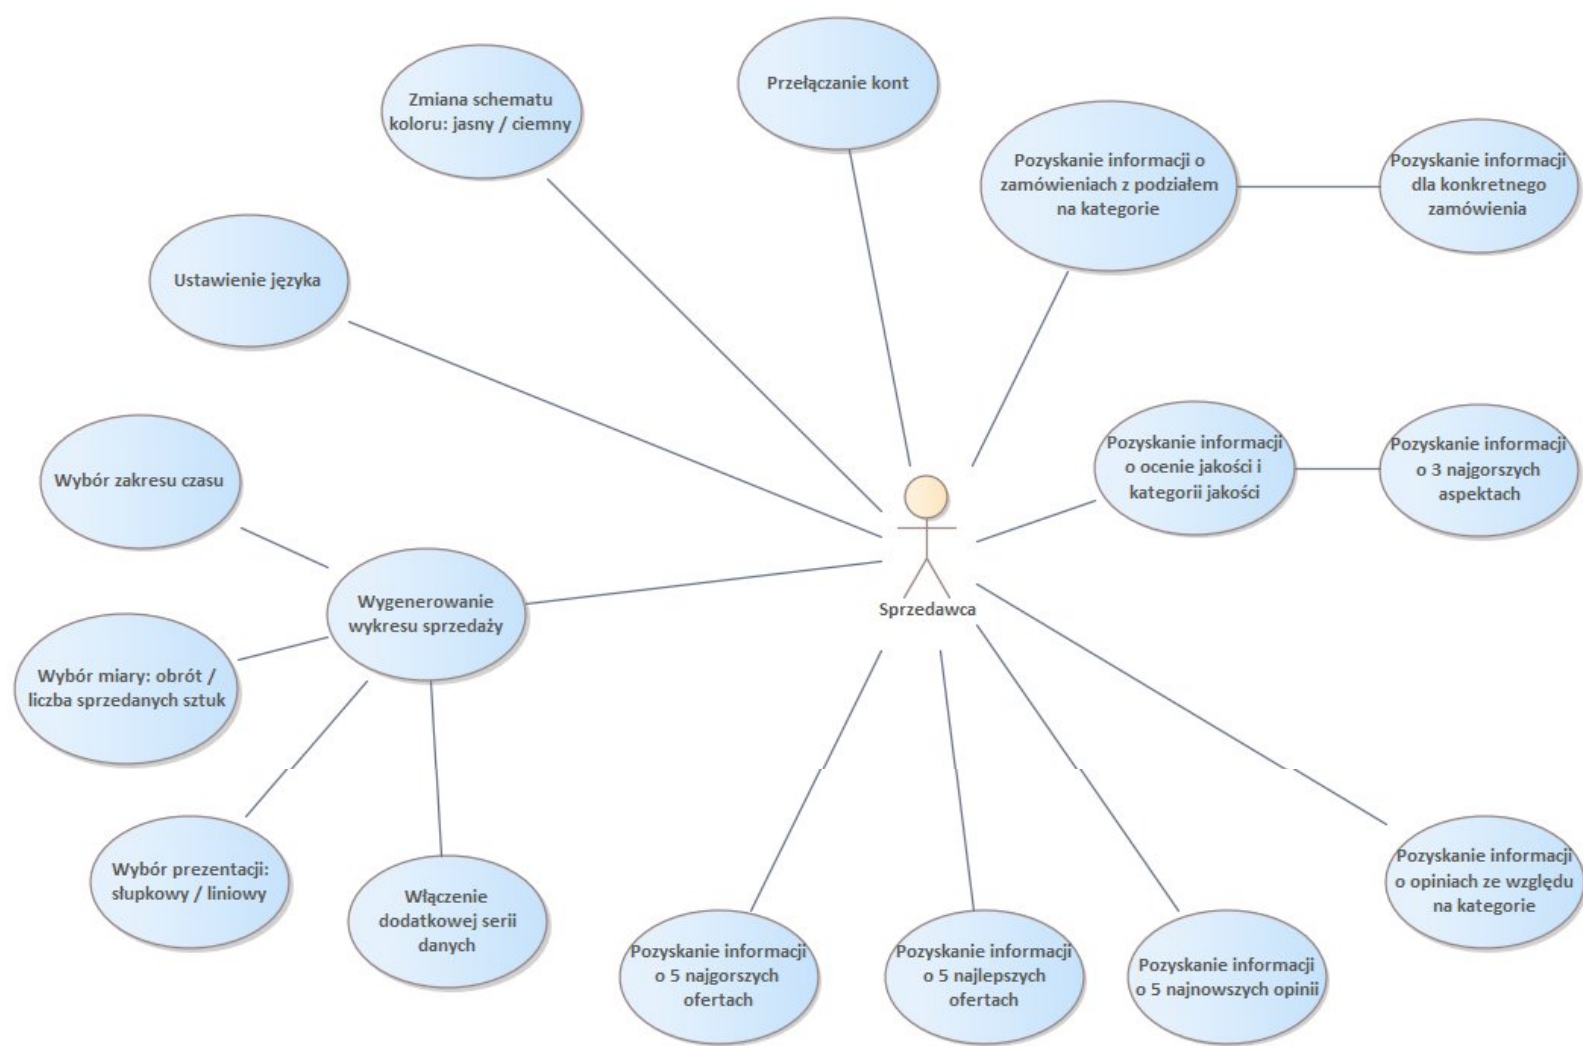 Przełączanie kont
Zmiana schematu
koloru: jasny / ciemny
Pozyskanie informacji o
zamówieniach z podziałem
na kategorie
Pozyskanie informacji
dla konkretnego
zamówienia
Ustawienie języka
Pozyskanie informacji
o ocenie jakości i
kategorii jakości
Pozyskanie informacji
o 3 najgorszych
aspektach
Wybór zakresu czasu
Wygenerowanie
wykresu sprzedaży
Sprzedawca
Wybór miary: obrót /
liczba sprzedanych sztuk
Wybór prezentacji:
słupkowy / liniowy
Włączenie
dodatkowej serii
danych
Pozyskanie informacji
o opiniach ze względu
na kategorie
Pozyskanie informacji
o 5 najgorszych
ofertach
Pozyskanie informacji
o 5 najlepszych
ofertach
Pozyskanie informacji
o 5 najnowszych opinii